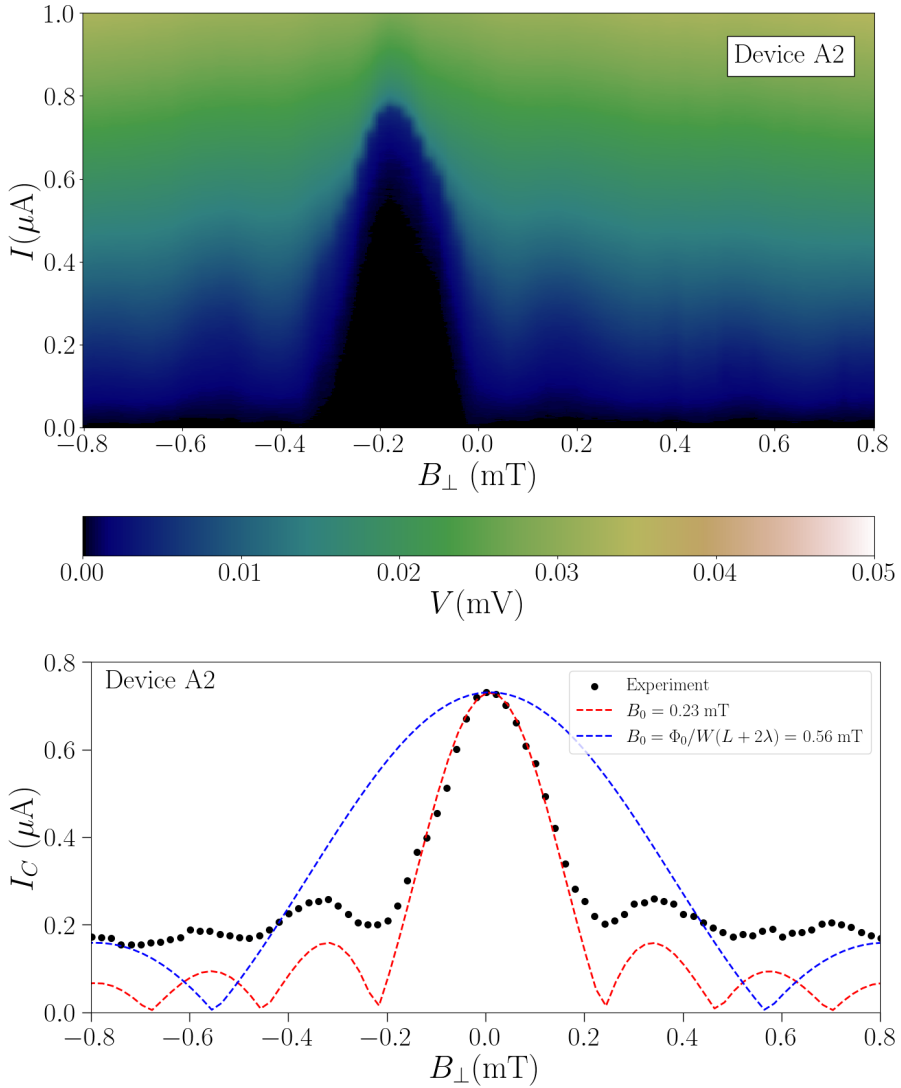 1.0
0.8
0.6
0.4
0.2
0.0
I(μA)
Device A2
−0.8 −0.6 −0.4 −0.2 0.0 0.2 0.4 0.6 0.8
B⊥ (mT)
0.00 0.01 0.02 0.03 0.04 0.05
V(mV)
0.8
0.6
0.4
0.2
0.0
I_C (μA)
Device A2
Experiment
B₀ = 0.23 mT
B₀ = Φ₀/W(L + 2λ) = 0.56 mT
−0.8 −0.6 −0.4 −0.2 0.0 0.2 0.4 0.6 0.8
B⊥(mT)